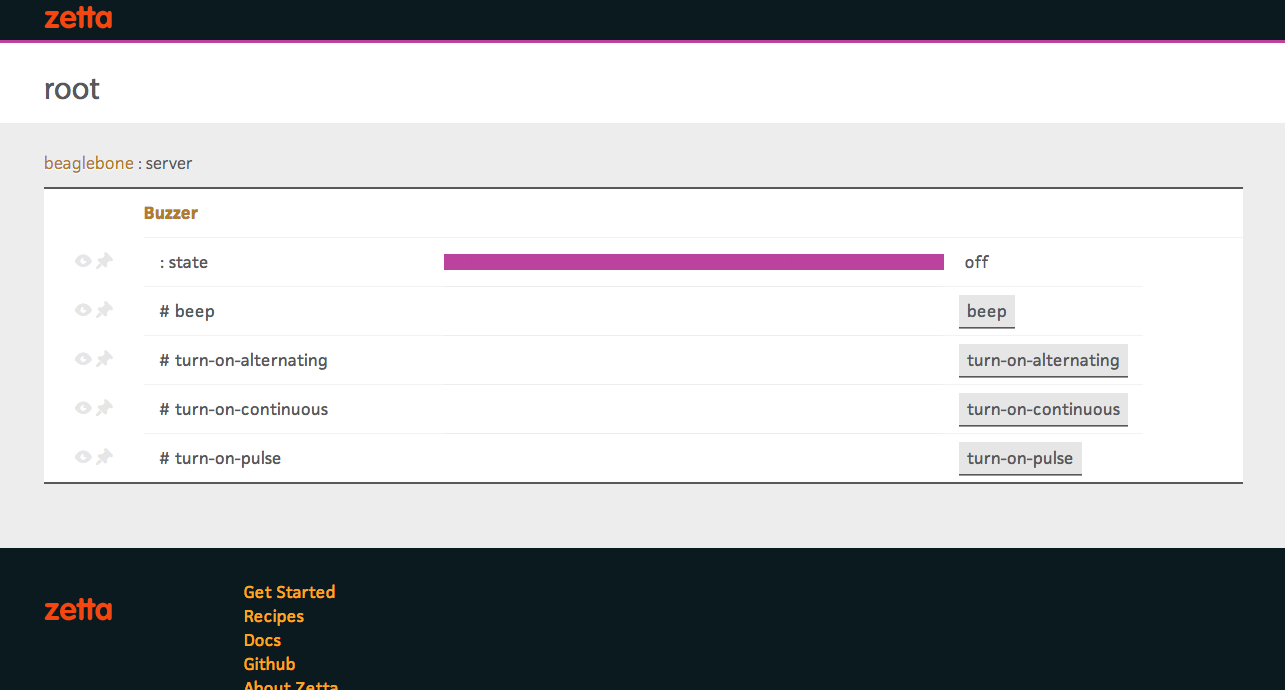 zetta
root
beaglebone : server
Buzzer
: state off
# beep beep
# turn-on-alternating turn-on-alternating
# turn-on-continuous turn-on-continuous
# turn-on-pulse turn-on-pulse
zetta
Get Started
Recipes
Docs
Github
About Zetta